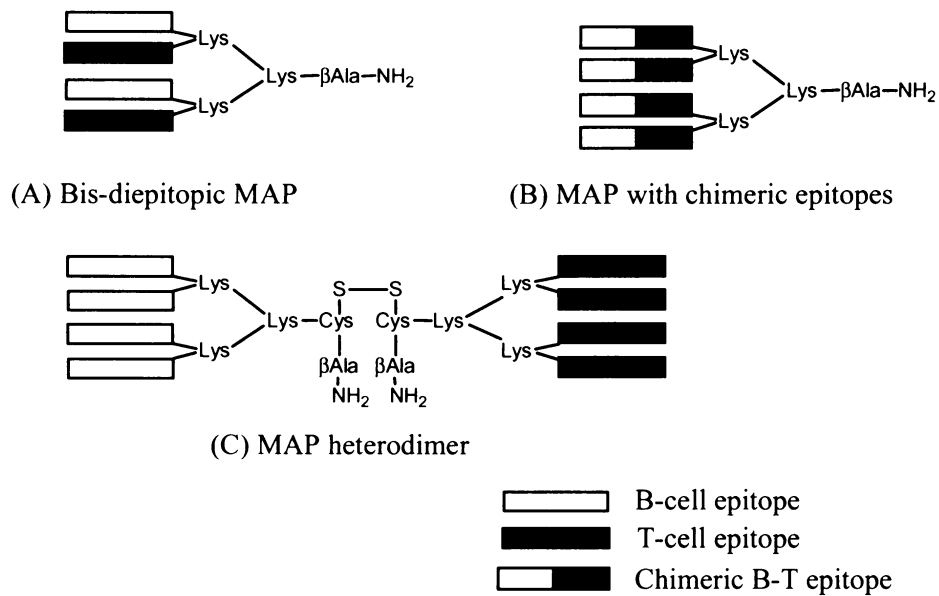 Lys
Lys
Lys–βAla–NH2
(A) Bis-diepitopic MAP
Lys
Lys
Lys–βAla–NH2
(B) MAP with chimeric epitopes
Lys
Lys
Lys–Cys
S–S
Cys–Lys
Lys
Lys
βAla
NH2
βAla
NH2
(C) MAP heterodimer
B-cell epitope
T-cell epitope
Chimeric B-T epitope